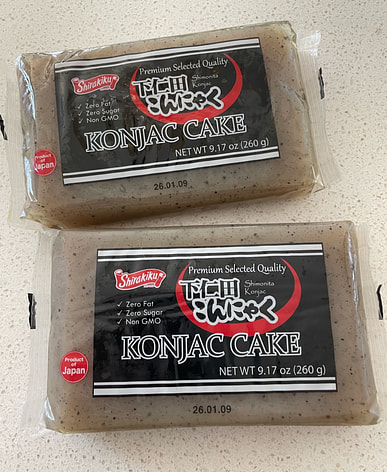 Premium Selected Quality
Shirakiku
下仁田
Shimonita
Konjac
こんにゃく
✓ Zero Fat
✓ Zero Sugar
✓ Non GMO
KONJAC CAKE
Product
of
Japan
NET WT 9.17 oz (260 g)
26.01.09
Premium Selected Quality
Shirakiku
下仁田
Shimonita
Konjac
こんにゃく
✓ Zero Fat
✓ Zero Sugar
✓ Non GMO
KONJAC CAKE
Product
of
Japan
NET WT 9.17 oz (260 g)
26.01.09